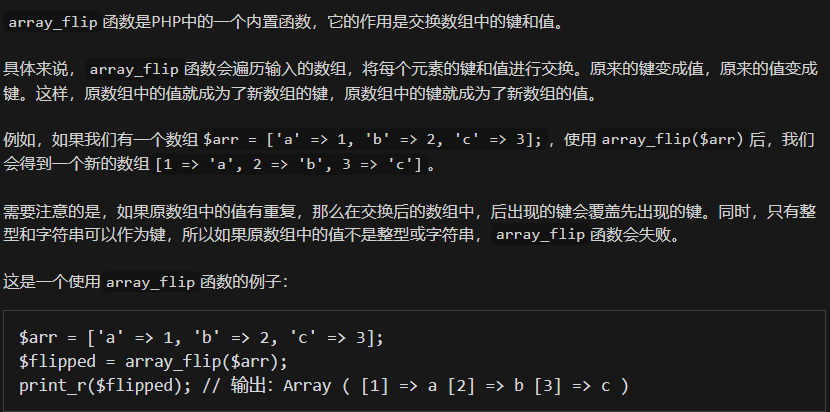 array_flip 函数是PHP中的一个内置函数，它的作用是交换数组中的键和值。
具体来说，array_flip 函数会遍历输入的数组，将每个元素的键和值进行交换。原来的键变成值，原来的值变成
键。这样，原数组中的值就成为了新数组的键，原数组中的键就成为了新数组的值。
例如，如果我们有一个数组 $arr = ['a' => 1, 'b' => 2, 'c' => 3];，使用 array_flip($arr) 后，我们
会得到一个新的数组 [1 => 'a', 2 => 'b', 3 => 'c']。
需要注意的是，如果原数组中的值有重复，那么在交换后的数组中，后出现的键会覆盖先出现的键。同时，只有整
型和字符串可以作为键，所以如果原数组中的值不是整型或字符串，array_flip 函数会失败。
这是一个使用 array_flip 函数的例子：
$arr = ['a' => 1, 'b' => 2, 'c' => 3];
$flipped = array_flip($arr);
print_r($flipped); // 输出：Array ( [1] => a [2] => b [3] => c )